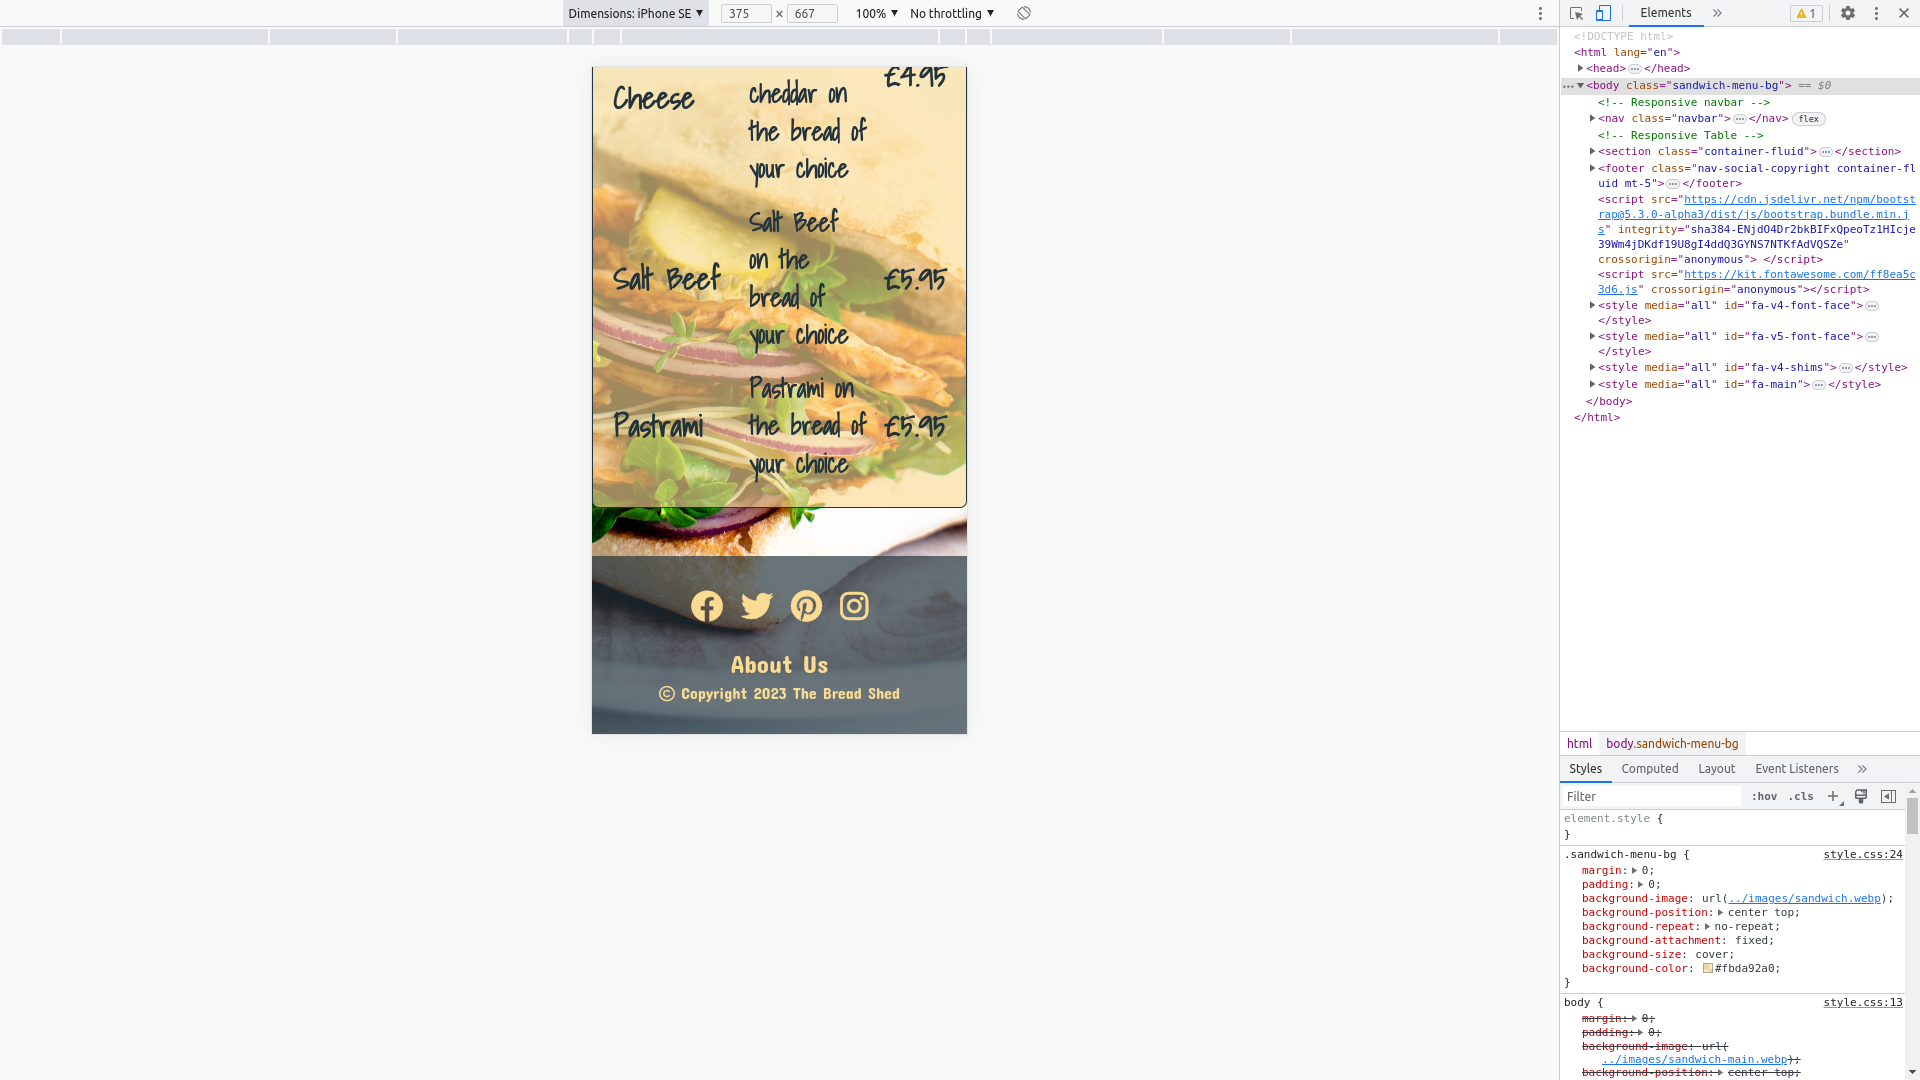 Dimensions: iPhone SE ▼ 375 × 667 100% ▼ No throttling ▼
£4.95
Cheese
cheddar on
the bread of
your choice
Salt Beef
Salt Beef
on the
bread of
your choice
£5.95
Pastrami
Pastrami on
the bread of
your choice
£5.95
About Us
© Copyright 2023 The Bread Shed
Elements » 1
<!DOCTYPE html>
<html lang="en">
<head>…</head>
<body class="sandwich-menu-bg"> == $0
<!-- Responsive navbar -->
<nav class="navbar">…</nav> flex
<!-- Responsive Table -->
<section class="container-fluid">…</section>
<footer class="nav-social-copyright container-fl
uid mt-5">…</footer>
<script src="https://cdn.jsdelivr.net/npm/bootst
rap@5.3.0-alpha3/dist/js/bootstrap.bundle.min.j
s" integrity="sha384-ENjdO4Dr2bkBIFxQpeoTz1HIcje
39Wm4jDKdf19U8gI4ddQ3GYNS7NTKfAdVQSZe"
crossorigin="anonymous"> </script>
<script src="https://kit.fontawesome.com/ff8ea5c
3d6.js" crossorigin="anonymous"></script>
<style media="all" id="fa-v4-font-face">…
</style>
<style media="all" id="fa-v5-font-face">…
</style>
<style media="all" id="fa-v4-shims">…</style>
<style media="all" id="fa-main">…</style>
</body>
</html>
html body.sandwich-menu-bg
Styles Computed Layout Event Listeners »
Filter :hov .cls +
element.style {
}
.sandwich-menu-bg { style.css:24
margin: 0;
padding: 0;
background-image: url(../images/sandwich.webp);
background-position: center top;
background-repeat: no-repeat;
background-attachment: fixed;
background-size: cover;
background-color: #fbda92a0;
}
body { style.css:13
margin: 0;
padding: 0;
background-image: url(
../images/sandwich-main.webp);
background-position: center top;